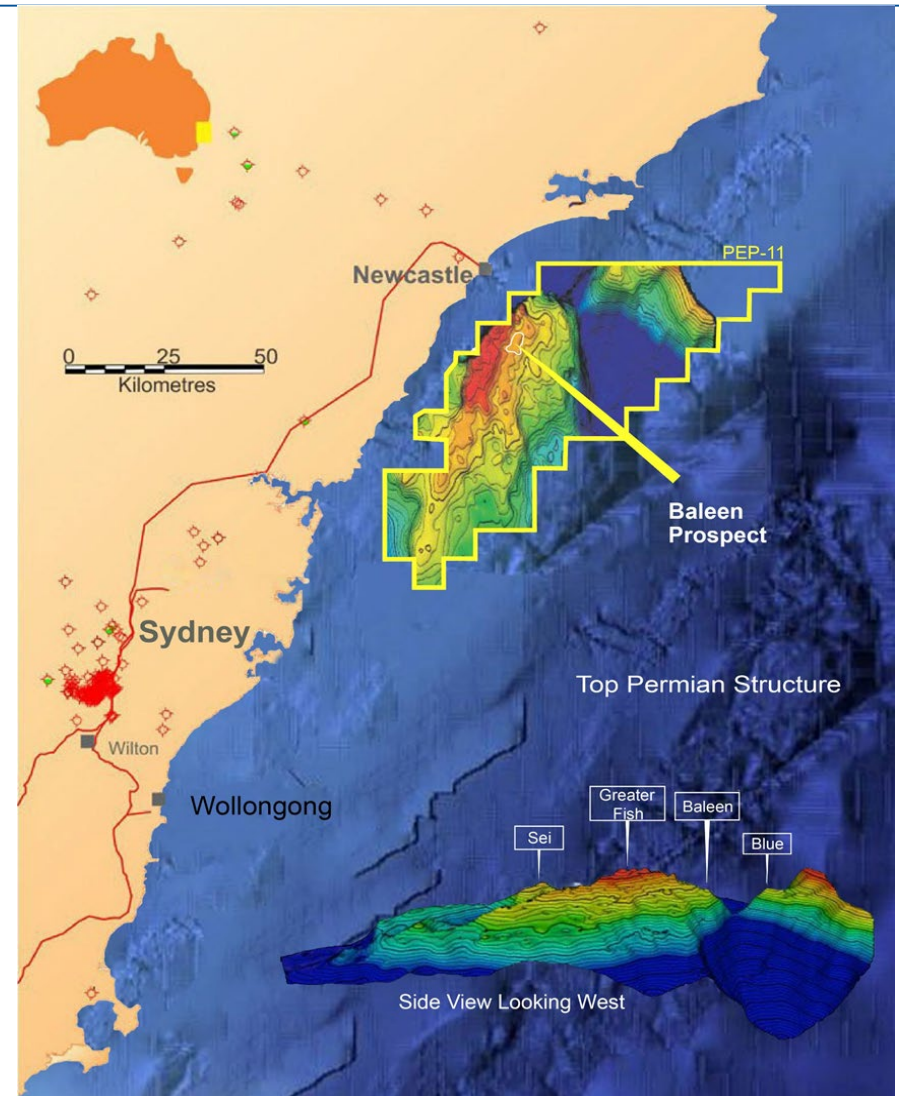 PEP-11
Newcastle
0 25 50
Kilometres
Baleen
Prospect
Sydney
Top Permian Structure
Wilton
Wollongong
Greater
Fish
Baleen
Sei
Blue
Side View Looking West